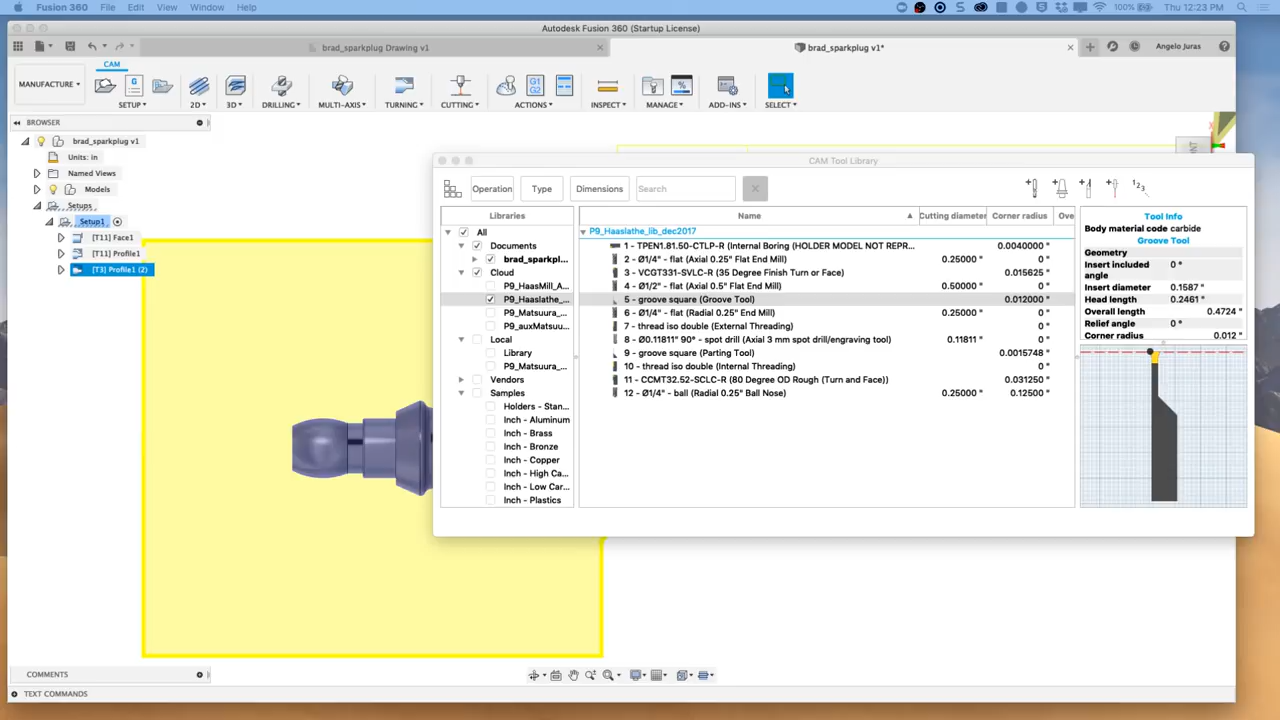 Fusion 360 File Edit View Window Help 100% Thu 12:23 PM
Autodesk Fusion 360 (Startup License)
brad_sparkplug Drawing v1 brad_sparkplug v1* Angelo Juras
CAM
MANUFACTURE
SETUP 2D 3D DRILLING MULTI-AXIS TURNING CUTTING ACTIONS INSPECT MANAGE ADD-INS SELECT
G1
G2
BROWSER
brad_sparkplug v1
Units: in
Named Views
Models
Setups
Setup1
[T11] Face1
[T11] Profile1
[T3] Profile1 (2)
CAM Tool Library
Operation Type Dimensions Search
Libraries
All
Documents
brad_sparkpl...
Cloud
P9_HaasMill_A...
P9_Haaslathe_...
P9_Matsuura_...
P9_auxMatsuu...
Local
Library
P9_Matsuura_...
Vendors
Samples
Holders - Stan...
Inch - Aluminum
Inch - Brass
Inch - Bronze
Inch - Copper
Inch - High Ca...
Inch - Low Car...
Inch - Plastics
Name Cutting diameter Corner radius Ove
P9_Haaslathe_lib_dec2017
1 - TPEN1.81.50-CTLP-R (Internal Boring (HOLDER MODEL NOT REPR... 0.0040000 "
2 - Ø1/4" - flat (Axial 0.25" Flat End Mill) 0.25000 " 0 "
3 - VCGT331-SVLC-R (35 Degree Finish Turn or Face) 0.015625 "
4 - Ø1/2" - flat (Axial 0.5" Flat End Mill) 0.50000 " 0 "
5 - groove square (Groove Tool) 0.012000 "
6 - Ø1/4" - flat (Radial 0.25" End Mill) 0.25000 " 0 "
7 - thread iso double (External Threading) 0 "
8 - Ø0.11811" 90° - spot drill (Axial 3 mm spot drill/engraving tool) 0.11811 " 0 "
9 - groove square (Parting Tool) 0.0015748 "
10 - thread iso double (Internal Threading) 0 "
11 - CCMT32.52-SCLC-R (80 Degree OD Rough (Turn and Face)) 0.031250 "
12 - Ø1/4" - ball (Radial 0.25" Ball Nose) 0.25000 " 0.12500 "
Tool Info
Body material code carbide
Groove Tool
Geometry
Insert included angle 0 °
Insert diameter 0.1587 "
Head length 0.2461 "
Overall length 0.4724 "
Relief angle 0 °
Corner radius 0.012 "
COMMENTS
TEXT COMMANDS